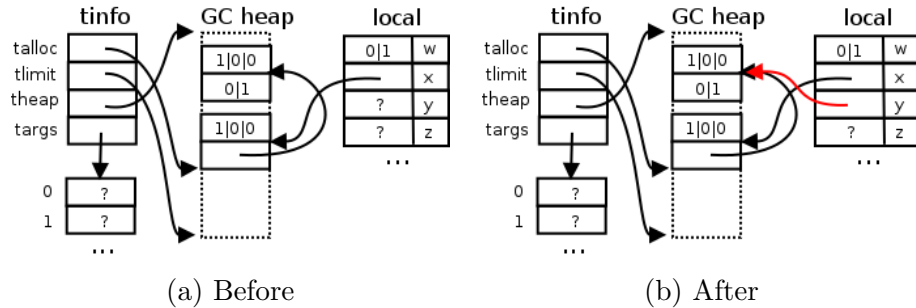 tinfo GC heap local
talloc 1|0|0 0|1 w
tlimit 0|1 x
theap ? y
targs 1|0|0 ? z
...
0 ?
1 ?
...
(a) Before
tinfo GC heap local
talloc 1|0|0 0|1 w
tlimit 0|1 x
theap y
targs 1|0|0 ? z
...
0 ?
1 ?
...
(b) After